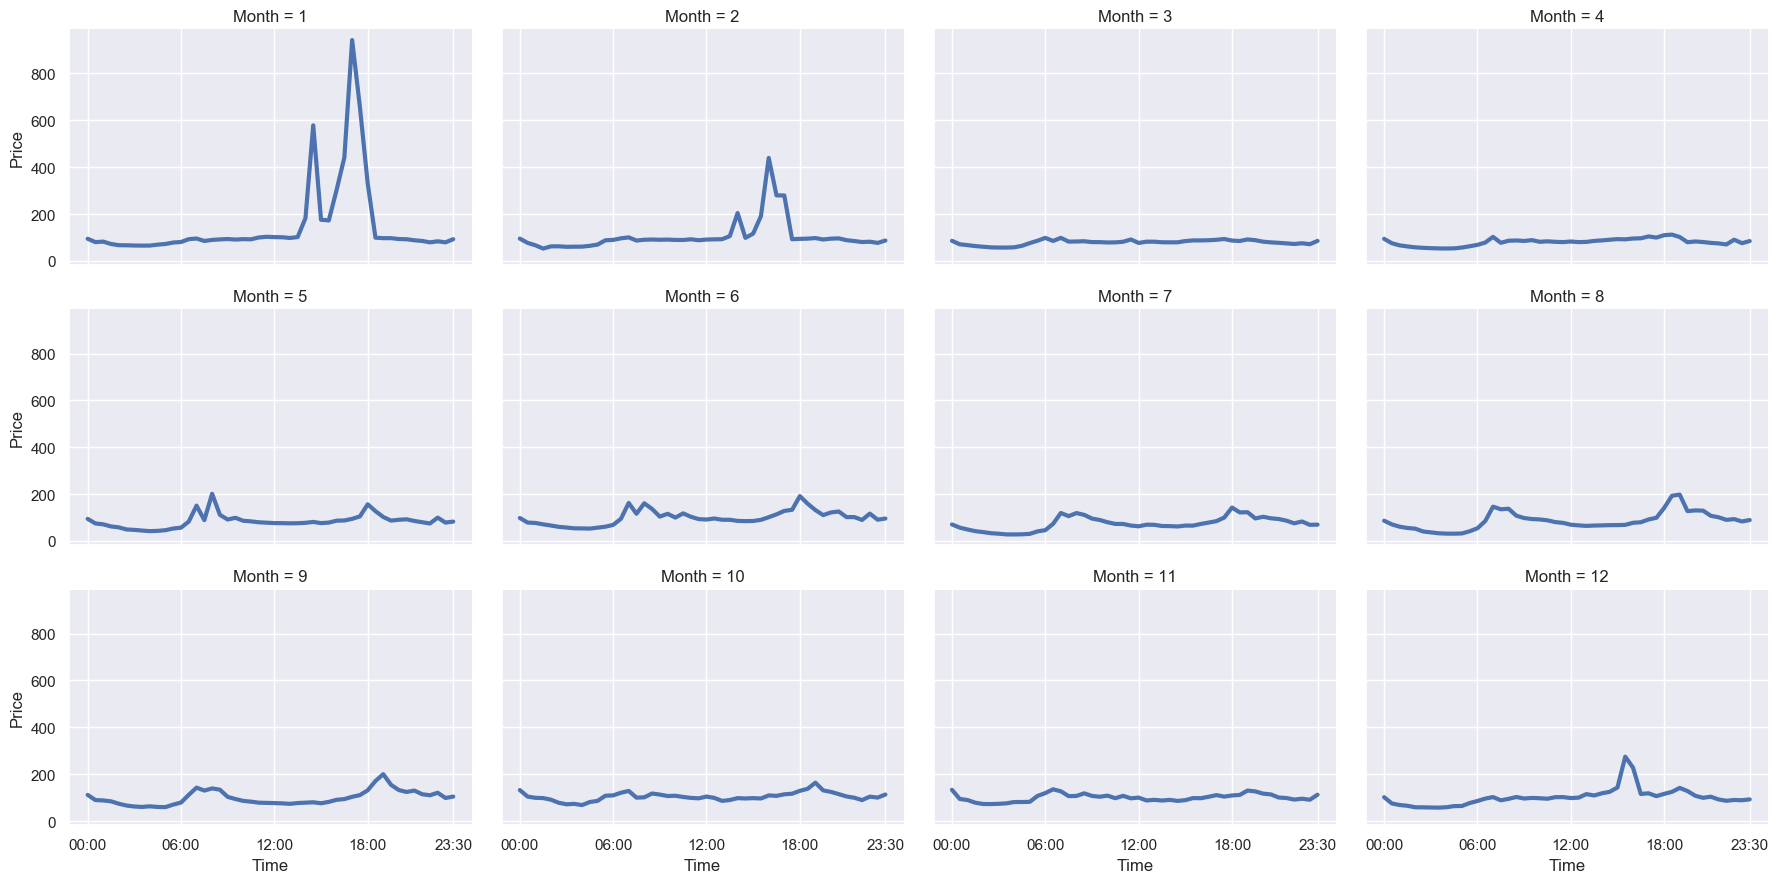 Month = 1
Month = 2
Month = 3
Month = 4
800
600
400
200
0
Price
Month = 5
Month = 6
Month = 7
Month = 8
800
600
400
200
0
Price
Month = 9
Month = 10
Month = 11
Month = 12
800
600
400
200
0
Price
00:00 06:00 12:00 18:00 23:30
Time
00:00 06:00 12:00 18:00 23:30
Time
00:00 06:00 12:00 18:00 23:30
Time
00:00 06:00 12:00 18:00 23:30
Time